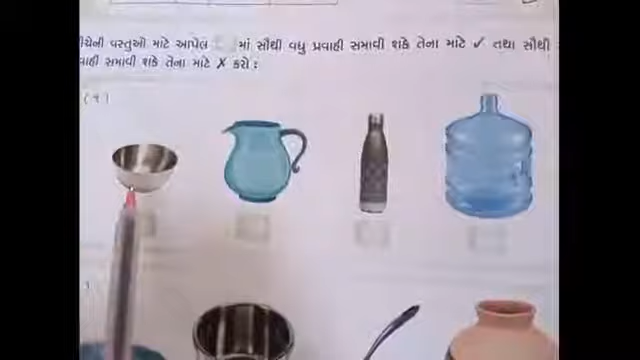 વસ્તુઓ માટે આપેલ માં સૌથી વધુ પ્રવાહી સમાવી શકે તેના માટે ✓ તથા સૌથી
સમાવી શકે તેના માટે ✗ કરો :
(૧)